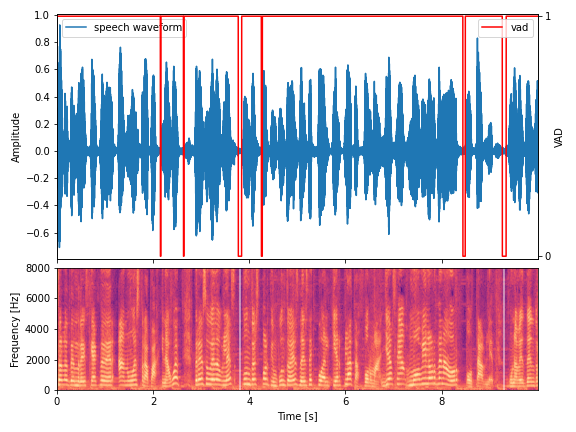 speech waveform
vad
1.0
0.8
0.6
0.4
0.2
0.0
−0.2
−0.4
−0.6
Amplitude
1
0
VAD
8000
6000
4000
2000
0
Frequency [Hz]
0 2 4 6 8
Time [s]